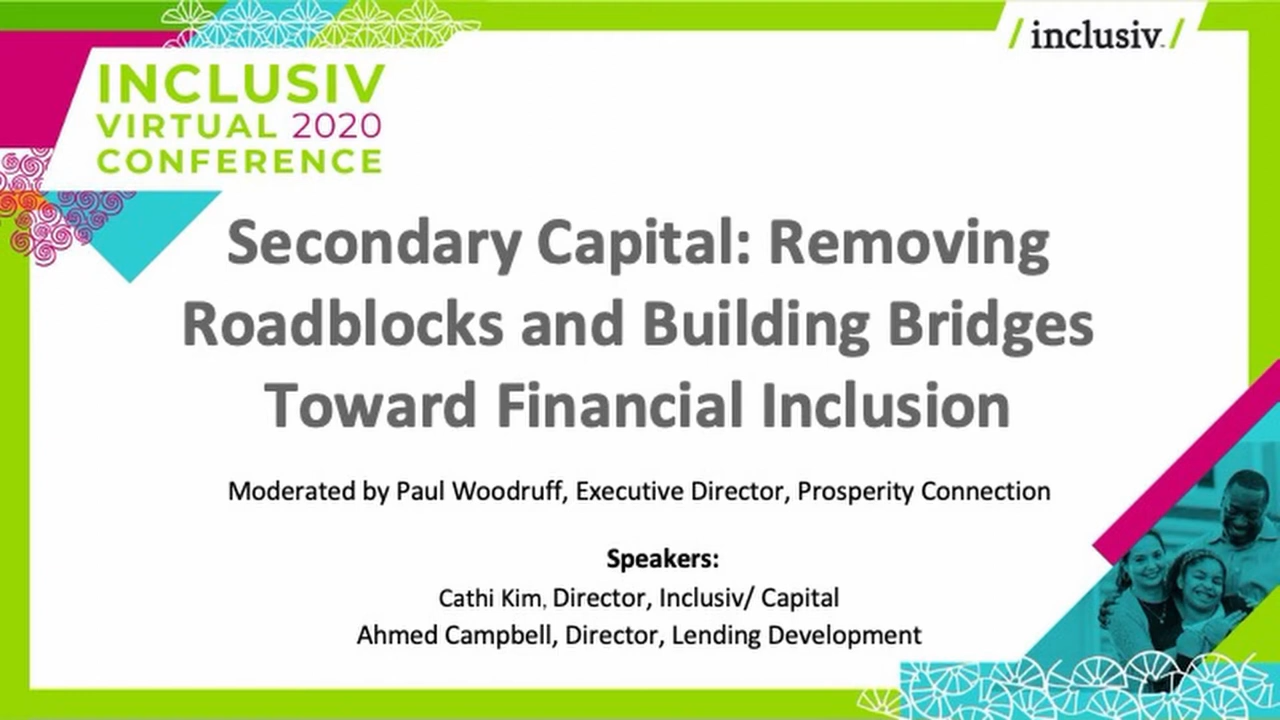 / inclusiv /
INCLUSIV
VIRTUAL 2020
CONFERENCE
Secondary Capital: Removing
Roadblocks and Building Bridges
Toward Financial Inclusion
Moderated by Paul Woodruff, Executive Director, Prosperity Connection
Speakers:
Cathi Kim, Director, Inclusiv/ Capital
Ahmed Campbell, Director, Lending Development